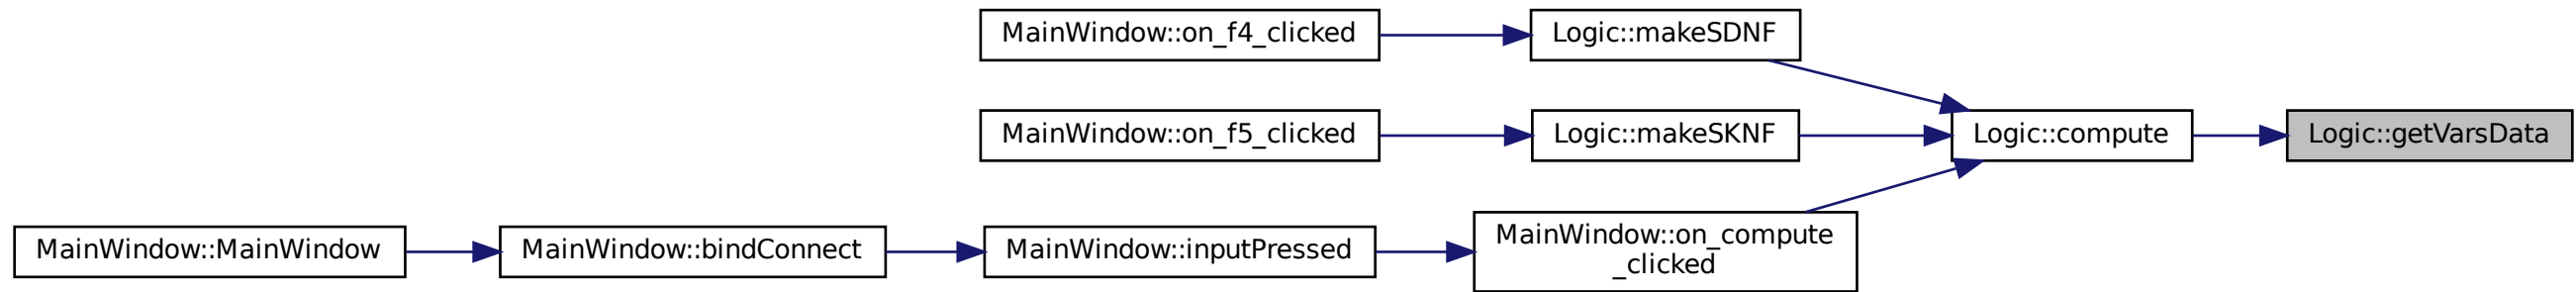 MainWindow::on_f4_clicked
Logic::makeSDNF
MainWindow::on_f5_clicked
Logic::makeSKNF
Logic::compute
Logic::getVarsData
MainWindow::MainWindow
MainWindow::bindConnect
MainWindow::inputPressed
MainWindow::on_compute
_clicked